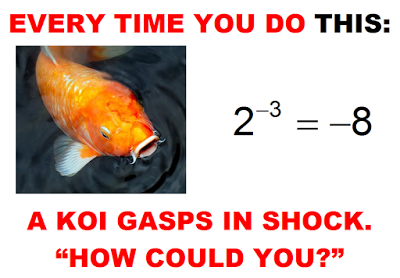 EVERY TIME YOU DO THIS:
2⁻³ = −8
A KOI GASPS IN SHOCK.
“HOW COULD YOU?”